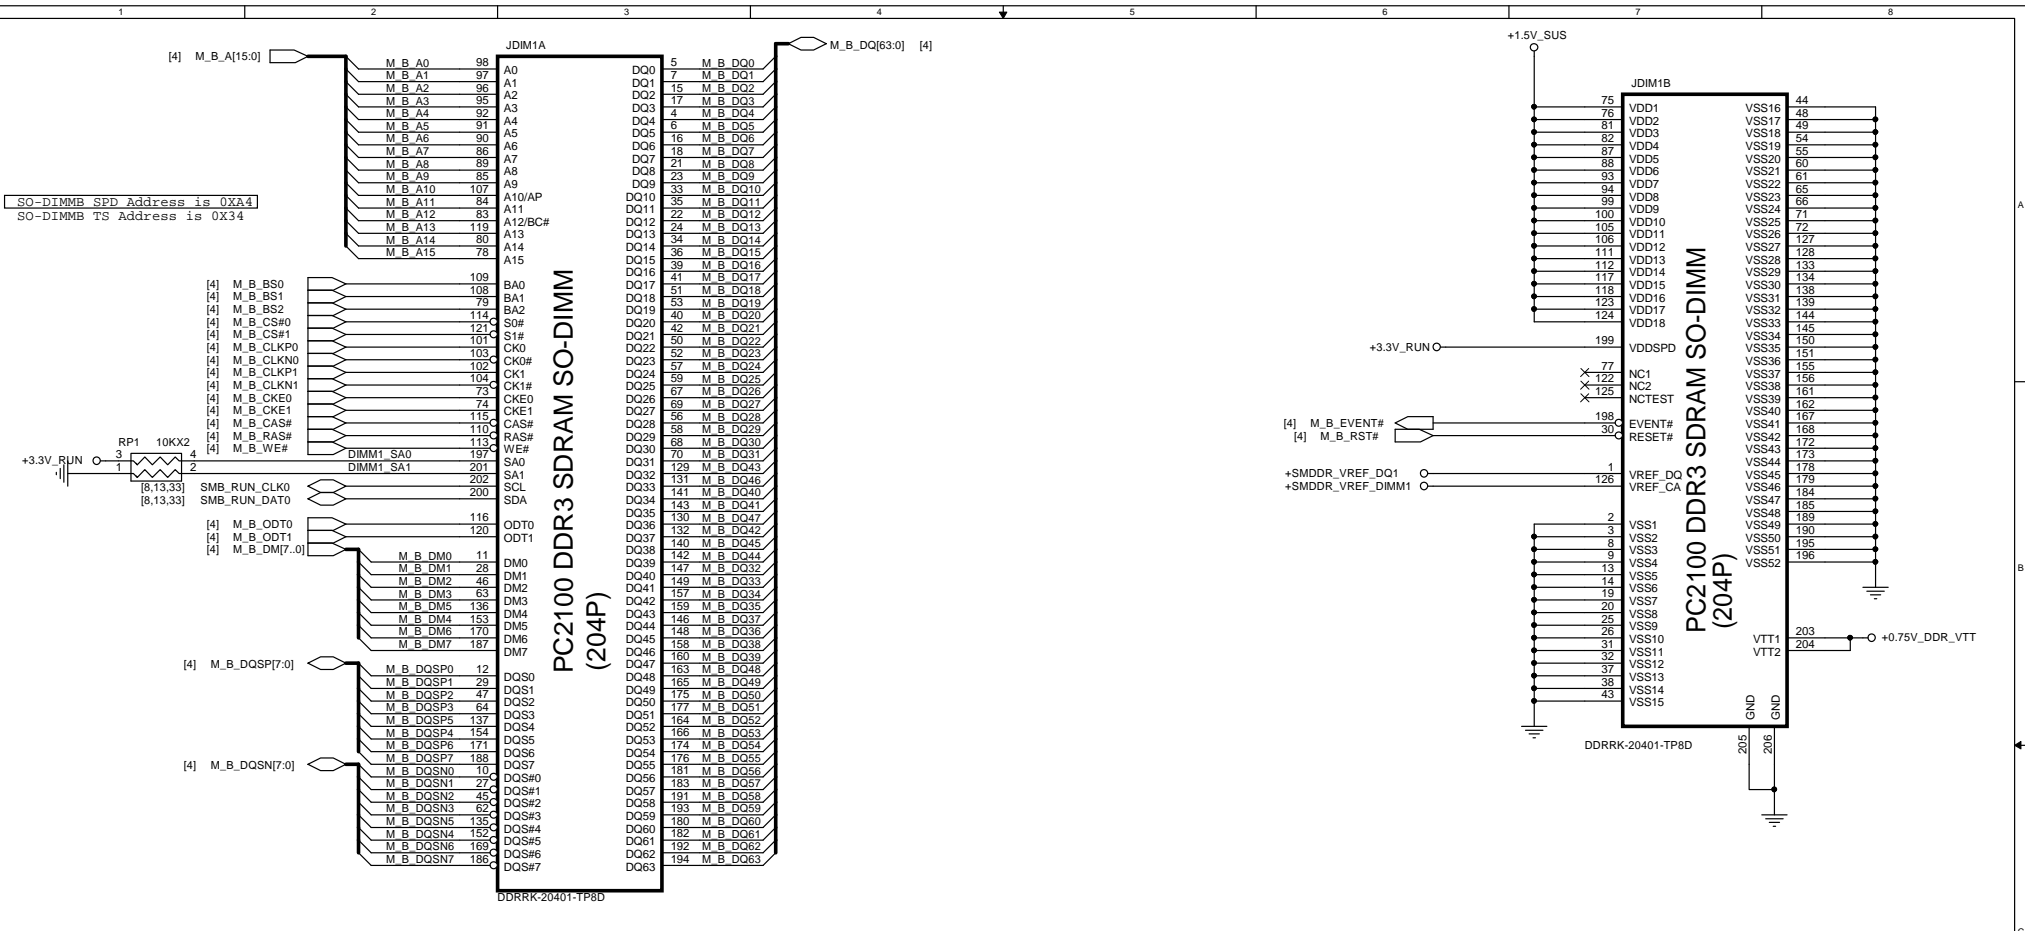 1 2 3 4 5 6 7 8
[4] M_B_A[15:0]
JDIM1A
M_B_DQ[63:0] [4]
M_B_A0 98 A0
M_B_A1 97 A1
M_B_A2 96 A2
M_B_A3 95 A3
M_B_A4 92 A4
M_B_A5 91 A5
M_B_A6 90 A6
M_B_A7 86 A7
M_B_A8 89 A8
M_B_A9 85 A9
M_B_A10 107 A10/AP
M_B_A11 84 A11
M_B_A12 83 A12/BC#
M_B_A13 119 A13
M_B_A14 80 A14
M_B_A15 78 A15
SO-DIMMB SPD Address is 0XA4
SO-DIMMB TS Address is 0X34
[4] M_B_BS0 109 BA0
[4] M_B_BS1 108 BA1
[4] M_B_BS2 79 BA2
[4] M_B_CS#0 114 S0#
[4] M_B_CS#1 121 S1#
[4] M_B_CLKP0 101 CK0
[4] M_B_CLKN0 103 CK0#
[4] M_B_CLKP1 102 CK1
[4] M_B_CLKN1 104 CK1#
[4] M_B_CKE0 73 CKE0
[4] M_B_CKE1 74 CKE1
[4] M_B_CAS# 115 CAS#
[4] M_B_RAS# 110 RAS#
[4] M_B_WE# 113 WE#
RP1 10KX2
+3.3V_RUN 3 4 DIMM1_SA0 197 SA0
1 2 DIMM1_SA1 201 SA1
[8,13,33] SMB_RUN_CLK0 202 SCL
[8,13,33] SMB_RUN_DAT0 200 SDA
[4] M_B_ODT0 116 ODT0
[4] M_B_ODT1 120 ODT1
[4] M_B_DM[7..0]
M_B_DM0 11 DM0
M_B_DM1 28 DM1
M_B_DM2 46 DM2
M_B_DM3 63 DM3
M_B_DM5 136 DM4
M_B_DM4 153 DM5
M_B_DM6 170 DM6
M_B_DM7 187 DM7
[4] M_B_DQSP[7:0]
M_B_DQSP0 12 DQS0
M_B_DQSP1 29 DQS1
M_B_DQSP2 47 DQS2
M_B_DQSP3 64 DQS3
M_B_DQSP5 137 DQS4
M_B_DQSP4 154 DQS5
M_B_DQSP6 171 DQS6
M_B_DQSP7 188 DQS7
[4] M_B_DQSN[7:0]
M_B_DQSN0 10 DQS#0
M_B_DQSN1 27 DQS#1
M_B_DQSN2 45 DQS#2
M_B_DQSN3 62 DQS#3
M_B_DQSN5 135 DQS#4
M_B_DQSN4 152 DQS#5
M_B_DQSN6 169 DQS#6
M_B_DQSN7 186 DQS#7
PC2100 DDR3 SDRAM SO-DIMM
(204P)
DQ0 5 M_B_DQ0
DQ1 7 M_B_DQ1
DQ2 15 M_B_DQ2
DQ3 17 M_B_DQ3
DQ4 4 M_B_DQ4
DQ5 6 M_B_DQ5
DQ6 16 M_B_DQ6
DQ7 18 M_B_DQ7
DQ8 21 M_B_DQ8
DQ9 23 M_B_DQ9
DQ10 33 M_B_DQ10
DQ11 35 M_B_DQ11
DQ12 22 M_B_DQ12
DQ13 24 M_B_DQ13
DQ14 34 M_B_DQ14
DQ15 36 M_B_DQ15
DQ16 39 M_B_DQ16
DQ17 41 M_B_DQ17
DQ18 51 M_B_DQ18
DQ19 53 M_B_DQ19
DQ20 40 M_B_DQ20
DQ21 42 M_B_DQ21
DQ22 50 M_B_DQ22
DQ23 52 M_B_DQ23
DQ24 57 M_B_DQ24
DQ25 59 M_B_DQ25
DQ26 67 M_B_DQ26
DQ27 69 M_B_DQ27
DQ28 56 M_B_DQ28
DQ29 58 M_B_DQ29
DQ30 68 M_B_DQ30
DQ31 70 M_B_DQ31
DQ32 129 M_B_DQ43
DQ33 131 M_B_DQ46
DQ34 141 M_B_DQ40
DQ35 143 M_B_DQ41
DQ36 130 M_B_DQ47
DQ37 132 M_B_DQ42
DQ38 140 M_B_DQ45
DQ39 142 M_B_DQ44
DQ40 147 M_B_DQ32
DQ41 149 M_B_DQ33
DQ42 157 M_B_DQ34
DQ43 159 M_B_DQ35
DQ44 146 M_B_DQ37
DQ45 148 M_B_DQ36
DQ46 158 M_B_DQ38
DQ47 160 M_B_DQ39
DQ48 163 M_B_DQ48
DQ49 165 M_B_DQ49
DQ50 175 M_B_DQ50
DQ51 177 M_B_DQ51
DQ52 164 M_B_DQ52
DQ53 166 M_B_DQ53
DQ54 174 M_B_DQ54
DQ55 176 M_B_DQ55
DQ56 181 M_B_DQ56
DQ57 183 M_B_DQ57
DQ58 191 M_B_DQ58
DQ59 193 M_B_DQ59
DQ60 180 M_B_DQ60
DQ61 182 M_B_DQ61
DQ62 192 M_B_DQ62
DQ63 194 M_B_DQ63
DDRRK-20401-TP8D
+1.5V_SUS
JDIM1B
75 VDD1
76 VDD2
81 VDD3
82 VDD4
87 VDD5
88 VDD6
93 VDD7
94 VDD8
99 VDD9
100 VDD10
105 VDD11
106 VDD12
111 VDD13
112 VDD14
117 VDD15
118 VDD16
123 VDD17
124 VDD18
+3.3V_RUN 199 VDDSPD
77 NC1
122 NC2
125 NCTEST
[4] M_B_EVENT# 198 EVENT#
[4] M_B_RST# 30 RESET#
+SMDDR_VREF_DQ1 1 VREF_DQ
+SMDDR_VREF_DIMM1 126 VREF_CA
2 VSS1
3 VSS2
8 VSS3
9 VSS4
13 VSS5
14 VSS6
19 VSS7
20 VSS8
25 VSS9
26 VSS10
31 VSS11
32 VSS12
37 VSS13
38 VSS14
43 VSS15
PC2100 DDR3 SDRAM SO-DIMM
(204P)
VSS16 44
VSS17 48
VSS18 49
VSS19 54
VSS20 55
VSS21 60
VSS22 61
VSS23 65
VSS24 66
VSS25 71
VSS26 72
VSS27 127
VSS28 128
VSS29 133
VSS30 134
VSS31 138
VSS32 139
VSS33 144
VSS34 145
VSS35 150
VSS36 151
VSS37 155
VSS38 156
VSS39 161
VSS40 162
VSS41 167
VSS42 168
VSS43 172
VSS44 173
VSS45 178
VSS46 179
VSS47 184
VSS48 185
VSS49 189
VSS50 190
VSS51 195
VSS52 196
VTT1 203 +0.75V_DDR_VTT
VTT2 204
GND GND
205 206
DDRRK-20401-TP8D
A
B